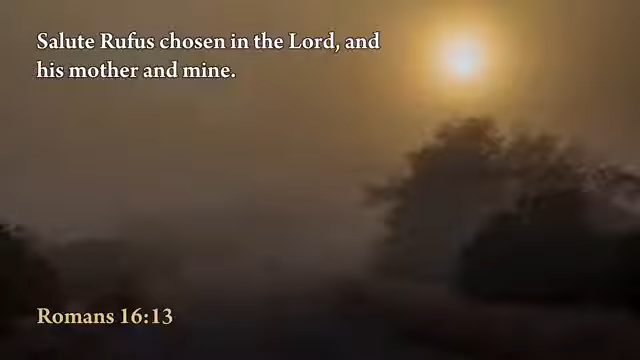 Salute Rufus chosen in the Lord, and
his mother and mine.
Romans 16:13